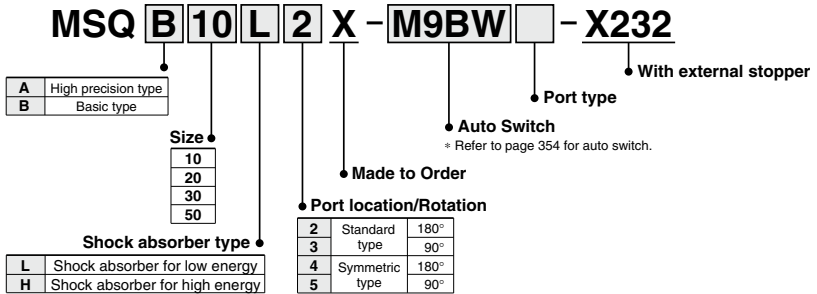 MSQ B 10 L 2 X - M9BW - X232
With external stopper
A High precision type
B Basic type
Port type
Auto Switch
* Refer to page 354 for auto switch.
Size
10
20
30
50
Made to Order
Port location/Rotation
2 Standard type 180°
3 90°
4 Symmetric type 180°
5 90°
Shock absorber type
L Shock absorber for low energy
H Shock absorber for high energy